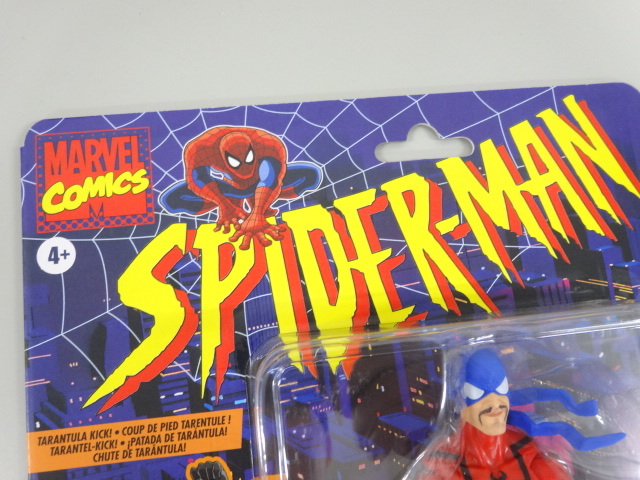 MARVEL
COMICS
M
4+
SPIDER-MAN
TARANTULA KICK! • COUP DE PIED TARENTULE !
TARANTEL-KICK! • ¡PATADA DE TARÁNTULA!
CHUTE DE TARÂNTULA!